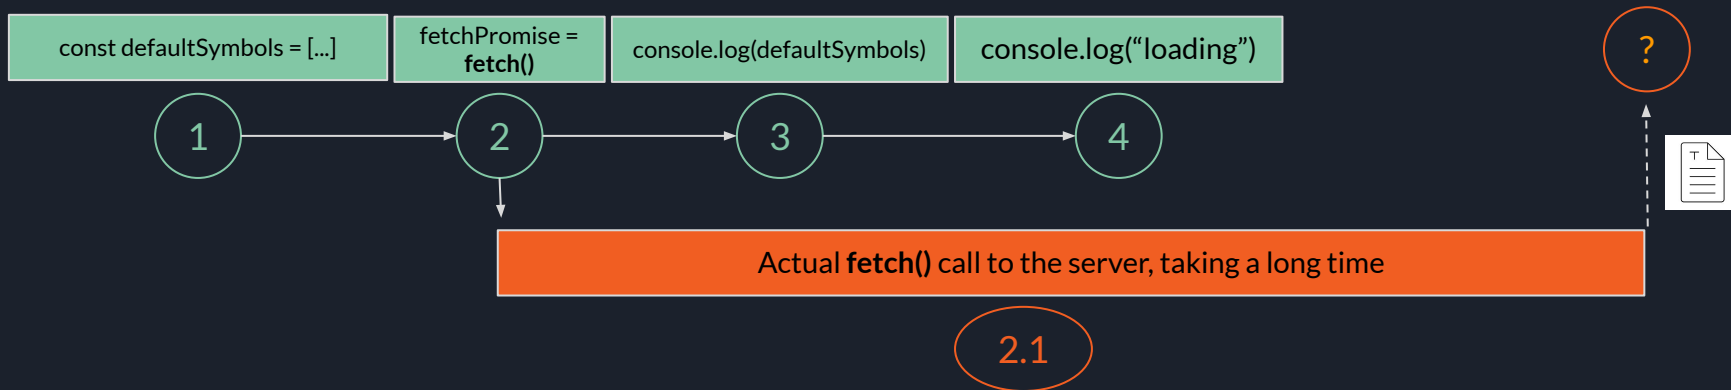 const defaultSymbols = [...]
fetchPromise =
fetch()
console.log(defaultSymbols)
console.log(“loading”)
?
1
2
3
4
T
Actual fetch() call to the server, taking a long time
2.1